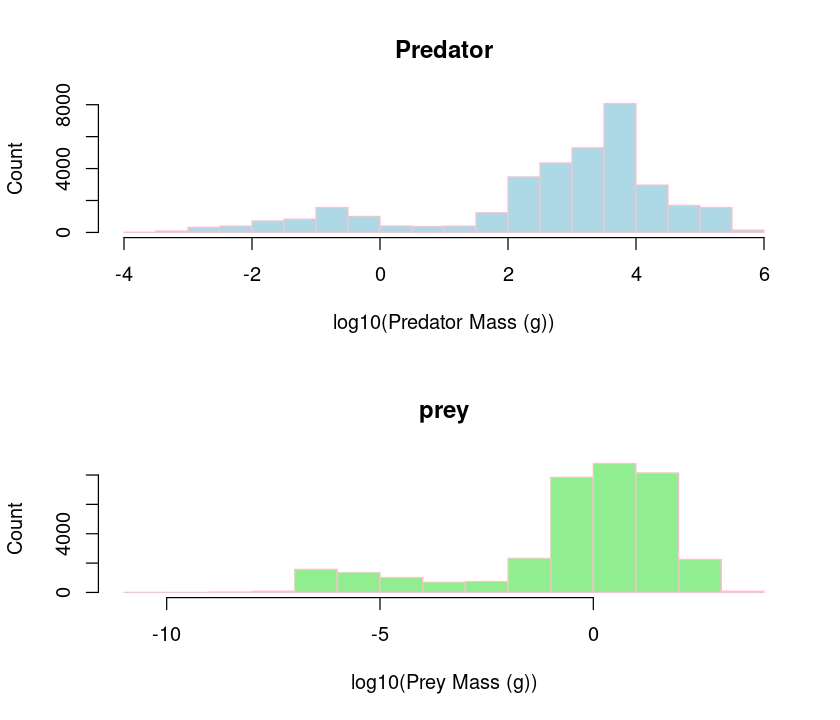 Predator
Count
8000
4000
0
-4 -2 0 2 4 6
log10(Predator Mass (g))
prey
Count
4000
0
-10 -5 0
log10(Prey Mass (g))